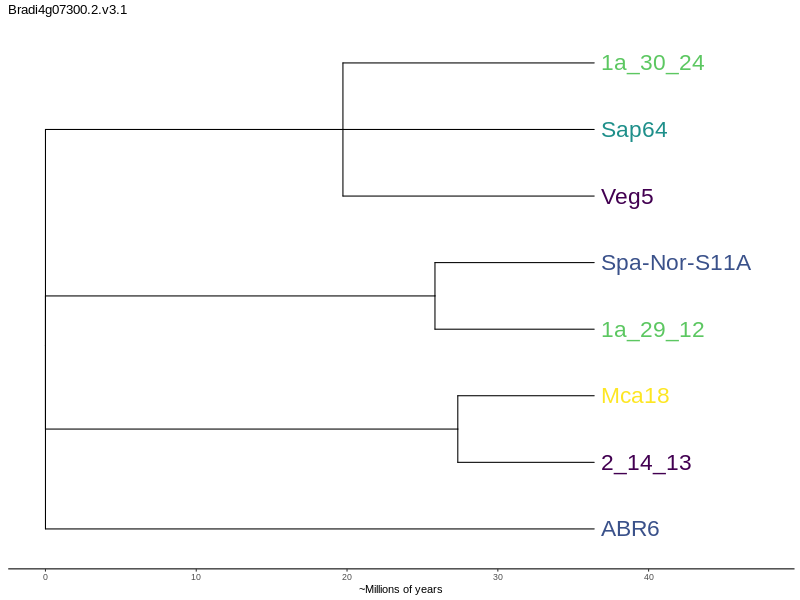 Bradi4g07300.2.v3.1
1a_30_24
Sap64
Veg5
Spa-Nor-S11A
1a_29_12
Mca18
2_14_13
ABR6
0 10 20 30 40
~Millions of years